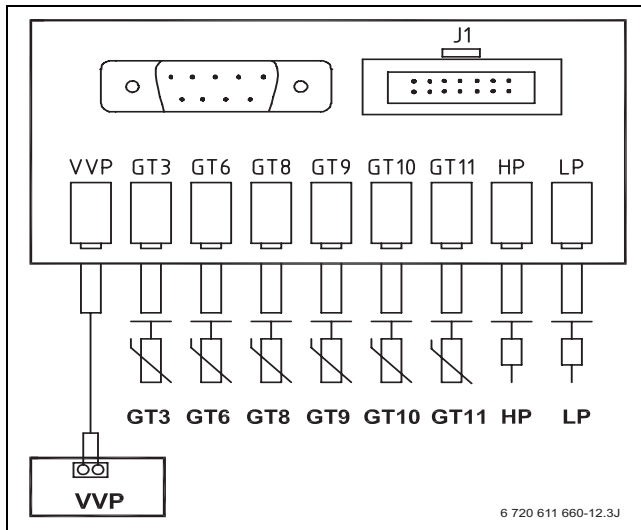 J1
VVP GT3 GT6 GT8 GT9 GT10 GT11 HP LP
GT3 GT6 GT8 GT9 GT10 GT11 HP LP
VVP
6 720 611 660-12.3J